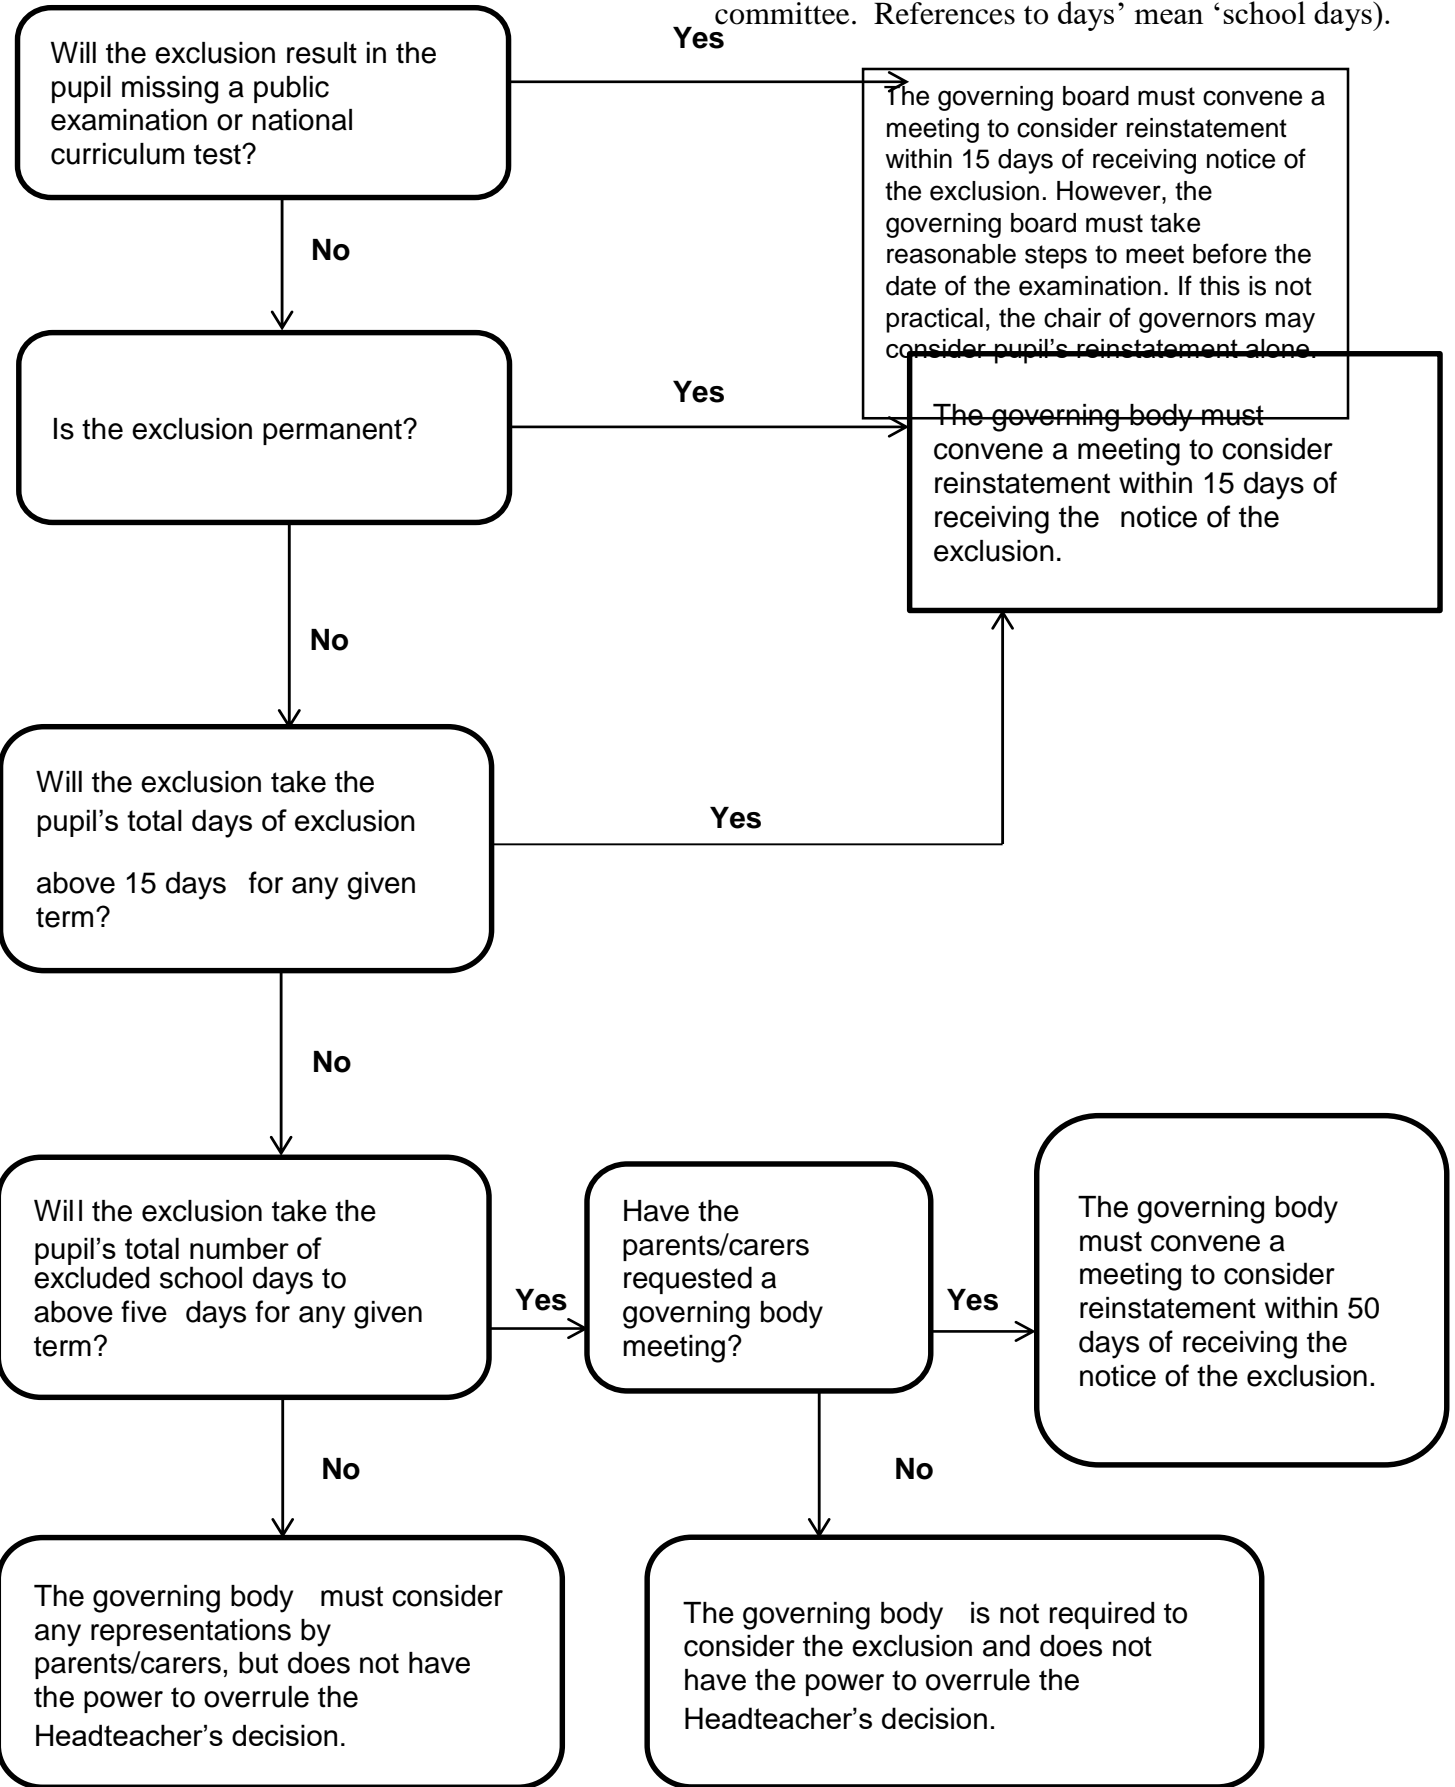 committee.  References to days’ mean ‘school days).
Will the exclusion result in the
pupil missing a public
examination or national
curriculum test?
Yes
The governing board must convene a
meeting to consider reinstatement
within 15 days of receiving notice of
the exclusion. However, the
governing board must take
reasonable steps to meet before the
date of the examination. If this is not
practical, the chair of governors may
consider pupil’s reinstatement alone.
No
Is the exclusion permanent?
Yes
The governing body must
convene a meeting to consider
reinstatement within 15 days of
receiving the notice of the
exclusion.
No
Will the exclusion take the
pupil’s total days of exclusion
above 15 days for any given
term?
Yes
No
Will the exclusion take the
pupil’s total number of
excluded school days to
above five days for any given
term?
Yes
Have the
parents/carers
requested a
governing body
meeting?
Yes
The governing body
must convene a
meeting to consider
reinstatement within 50
days of receiving the
notice of the exclusion.
No
No
The governing body must consider
any representations by
parents/carers, but does not have
the power to overrule the
Headteacher’s decision.
The governing body is not required to
consider the exclusion and does not
have the power to overrule the
Headteacher’s decision.